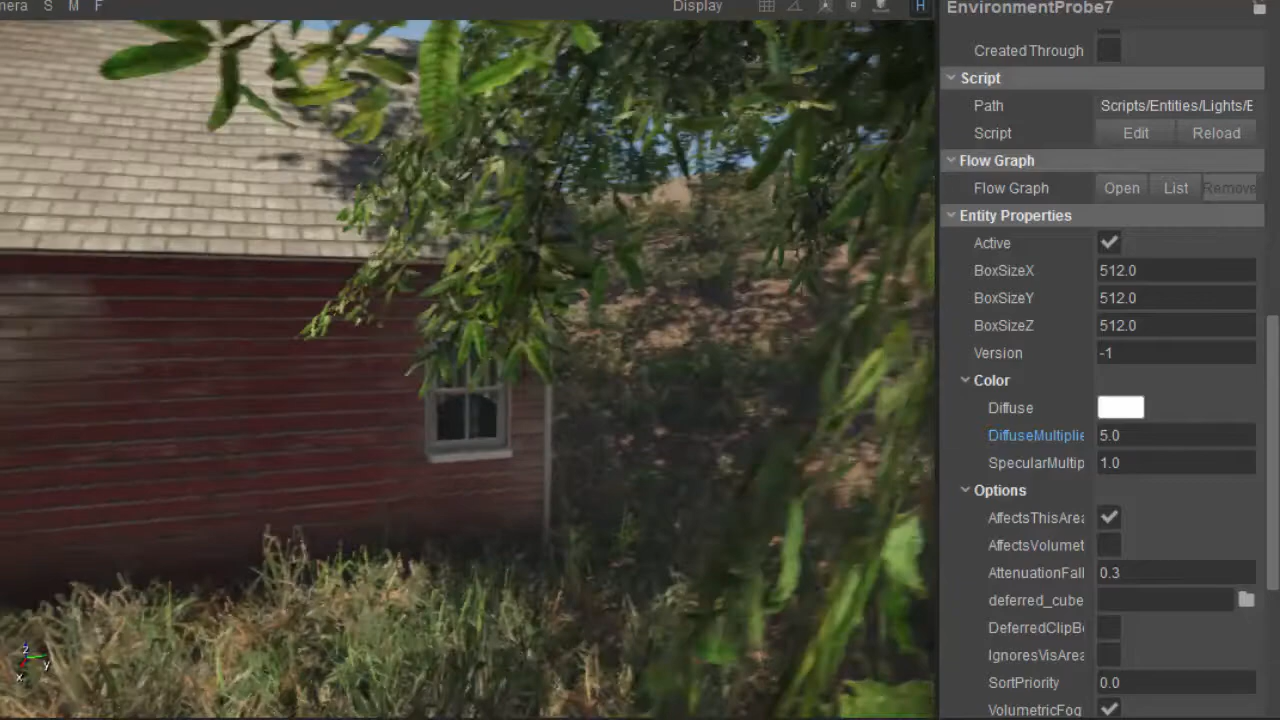 mera S M F Display H
EnvironmentProbe7
Created Through
Script
Path Scripts/Entities/Lights/E
Script Edit Reload
Flow Graph
Flow Graph Open List Remove
Entity Properties
Active
BoxSizeX 512.0
BoxSizeY 512.0
BoxSizeZ 512.0
Version -1
Color
Diffuse
DiffuseMultiplie 5.0
SpecularMultip 1.0
Options
AffectsThisArea
AffectsVolumet
AttenuationFall 0.3
deferred_cube
DeferredClipBo
IgnoresVisArea
SortPriority 0.0
VolumetricFog
z
y
x